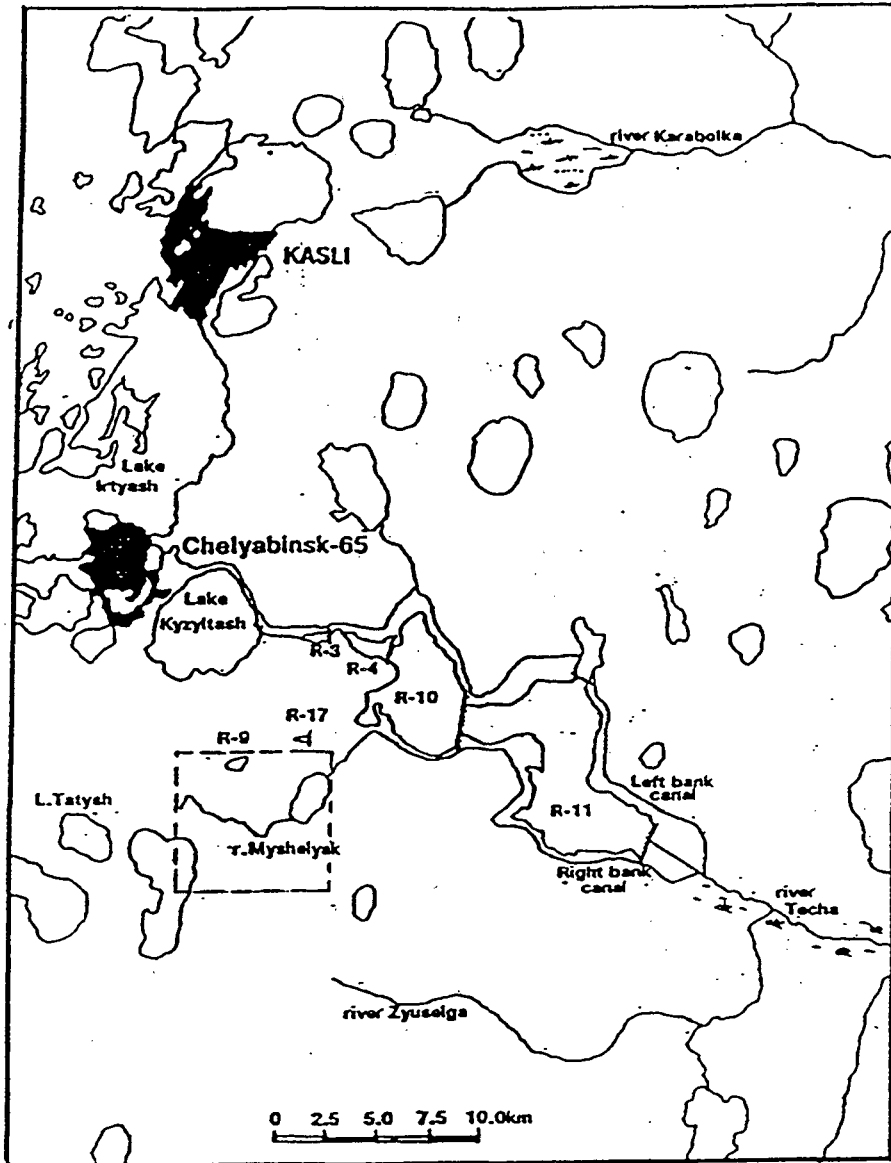 river Karabolka
KASLI
Lake
Irtyash
Chelyabinsk-65
Lake
Kyzyltash
R-3
R-4
R-10
R-17
R-9
L.Tatysh
r.Myshelyak
Left bank
canal
R-11
Right bank
canal
river
Techa
river Zyuselga
0 2.5 5.0 7.5 10.0km